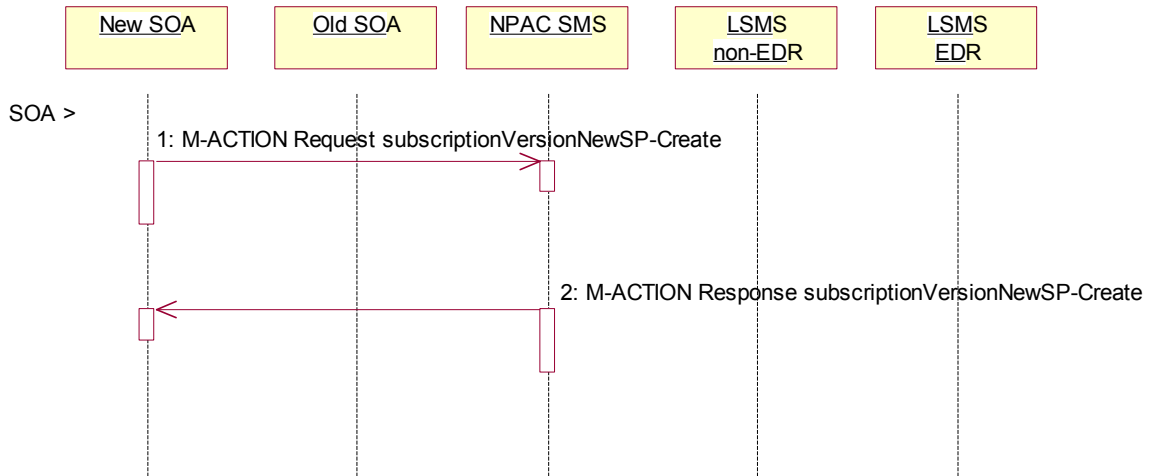 New SOA
Old SOA
NPAC SMS
LSMS
non-EDR
LSMS
EDR
SOA >
1: M-ACTION Request subscriptionVersionNewSP-Create
2: M-ACTION Response subscriptionVersionNewSP-Create